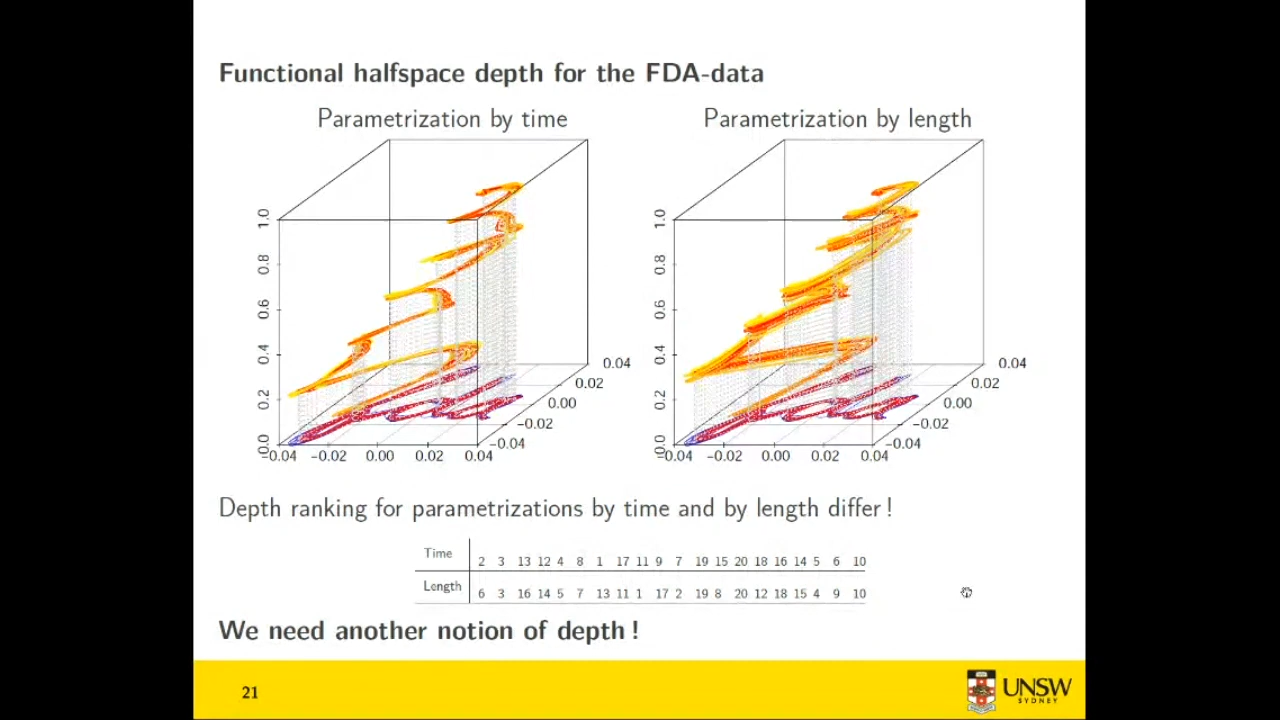 Functional halfspace depth for the FDA-data
Parametrization by time
Parametrization by length
1.0
0.8
0.6
0.4
0.2
0.0
-0.04 -0.02 0.00 0.02 0.04
-0.04
-0.02
0.00
0.02
0.04
1.0
0.8
0.6
0.4
0.2
0.0
-0.04 -0.02 0.00 0.02 0.04
-0.04
-0.02
0.00
0.02
0.04
Depth ranking for parametrizations by time and by length differ !
Time 2 3 13 12 4 8 1 17 11 9 7 19 15 20 18 16 14 5 6 10
Length 6 3 16 14 5 7 13 11 1 17 2 19 8 20 12 18 15 4 9 10
We need another notion of depth !
21
UNSW
SYDNEY